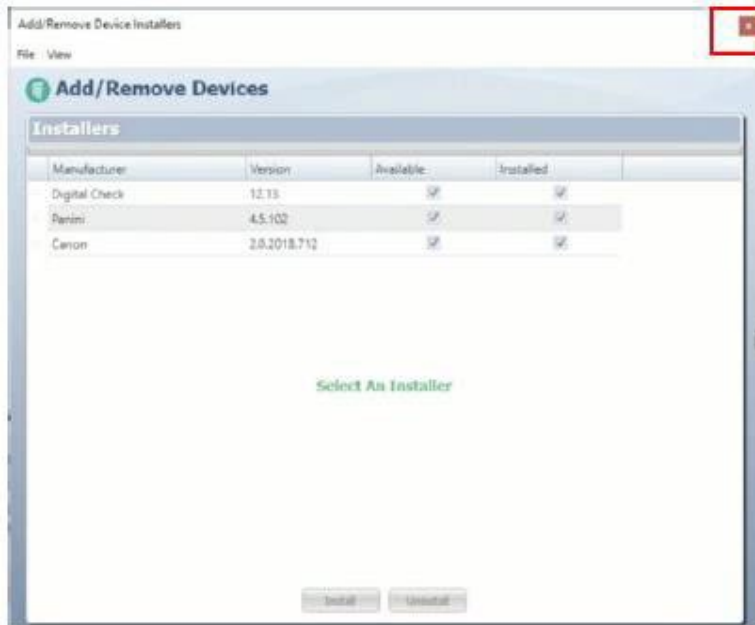 Add/Remove Device Installers
File View
Add/Remove Devices
Installers
Manufacturer Version Available Installed
Digital Check 12.13
Panini 4.5.102
Canon 2.0.2018.712
Select An Installer
Install Uninstall